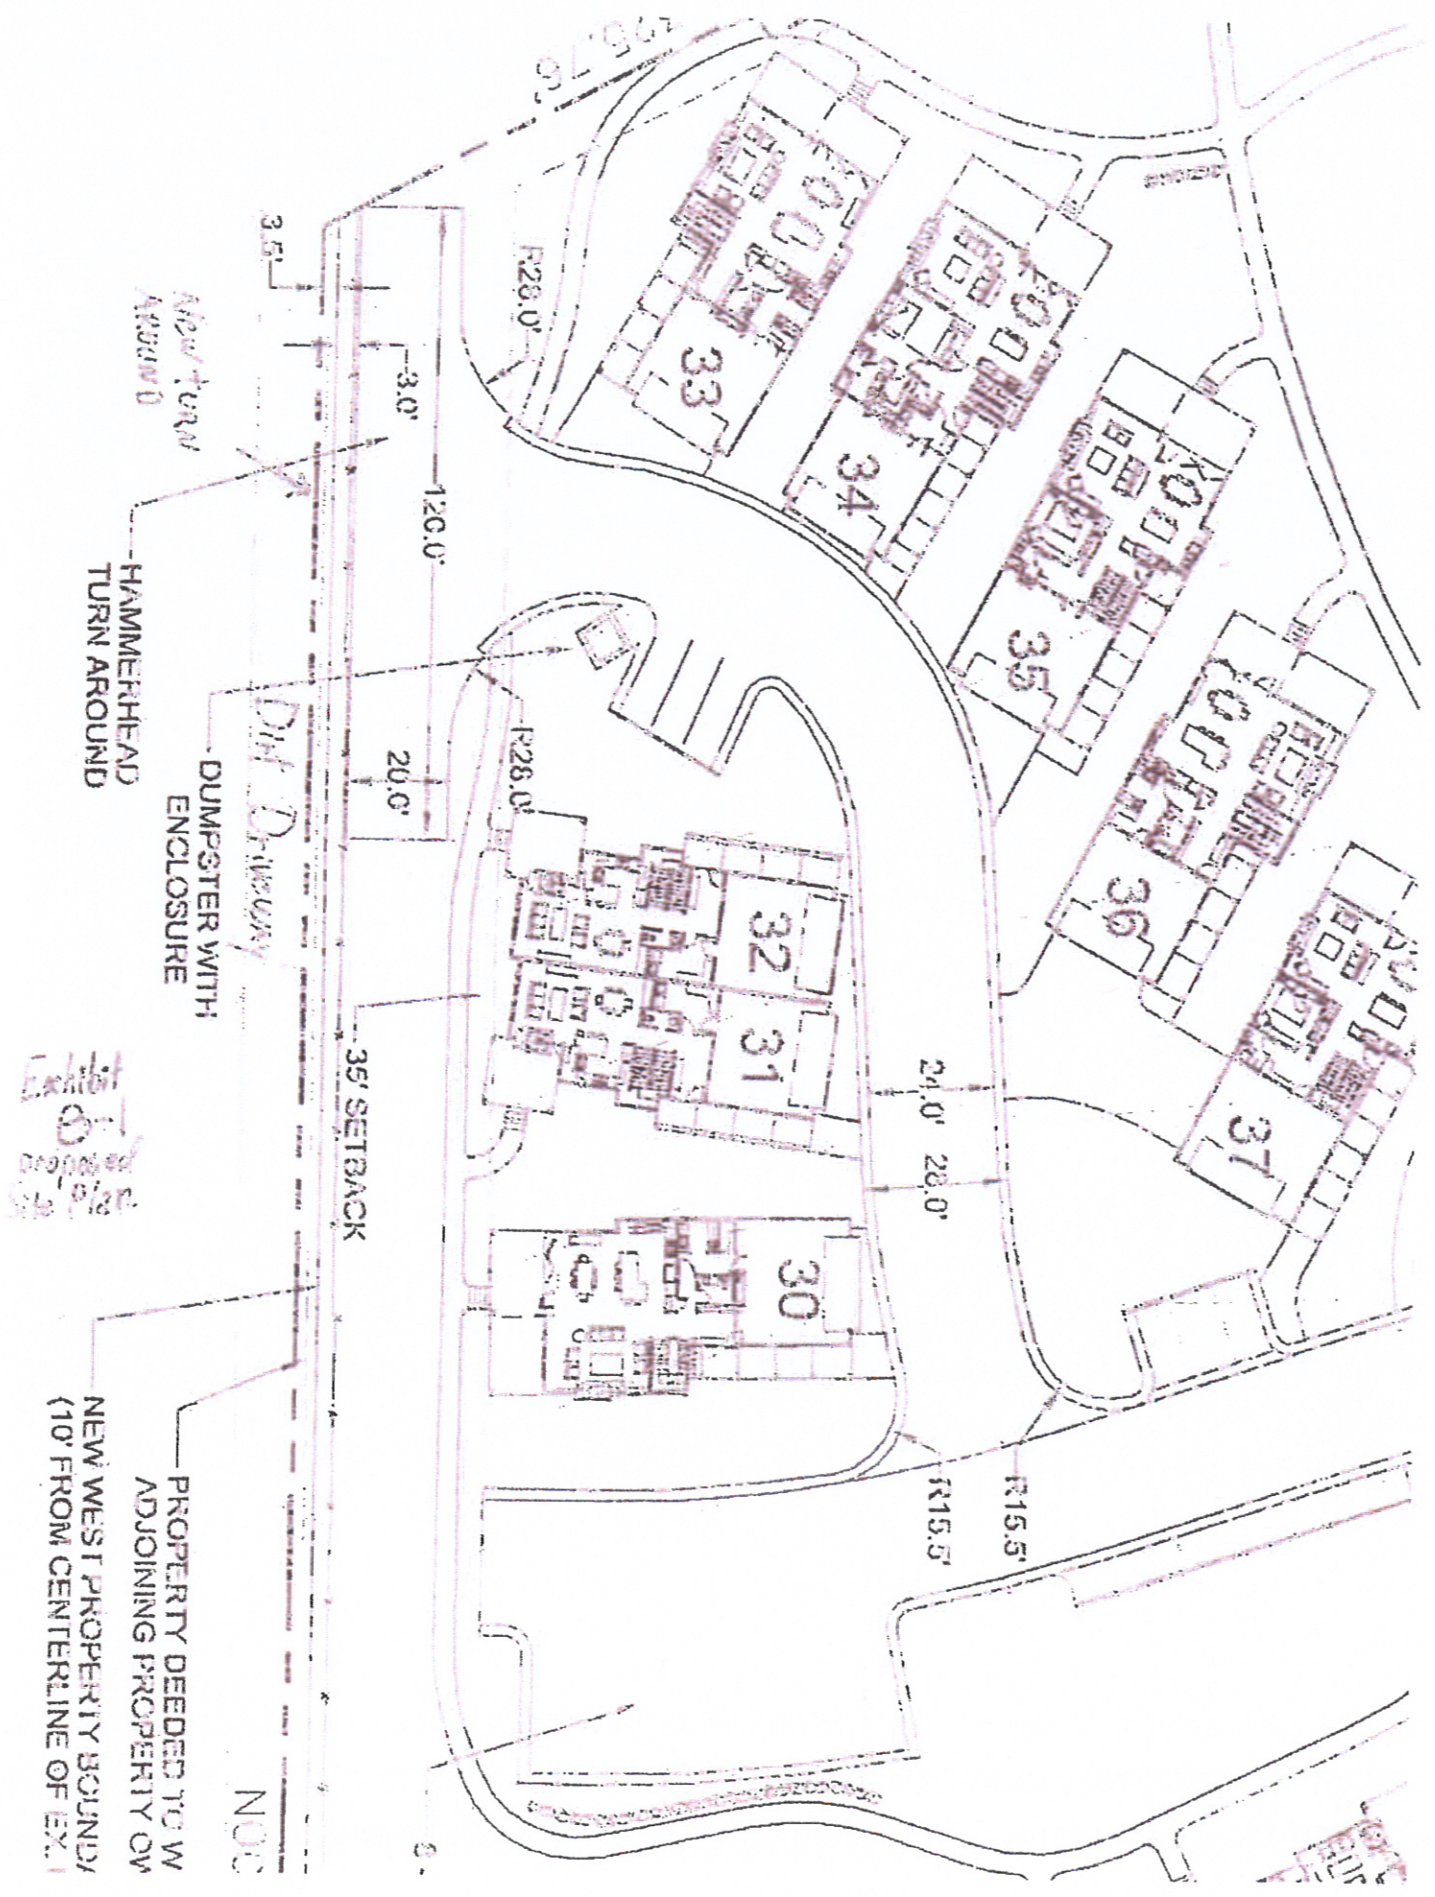 33
34
35
36
37
32
31
30
R28.0'
3.5'
3.0'
120.0'
New Turn
Around
HAMMERHEAD
TURN AROUND
R28.0'
20.0'
DUMPSTER WITH
ENCLOSURE
Dirt Driveway
35' SETBACK
24.0'
28.0'
R15.5'
R15.5'
Exhibit
proposed
site plan
PROPERTY DEEDED TO W
ADJOINING PROPERTY OW
NEW WEST PROPERTY BOUNDA
(10' FROM CENTERLINE OF EX.